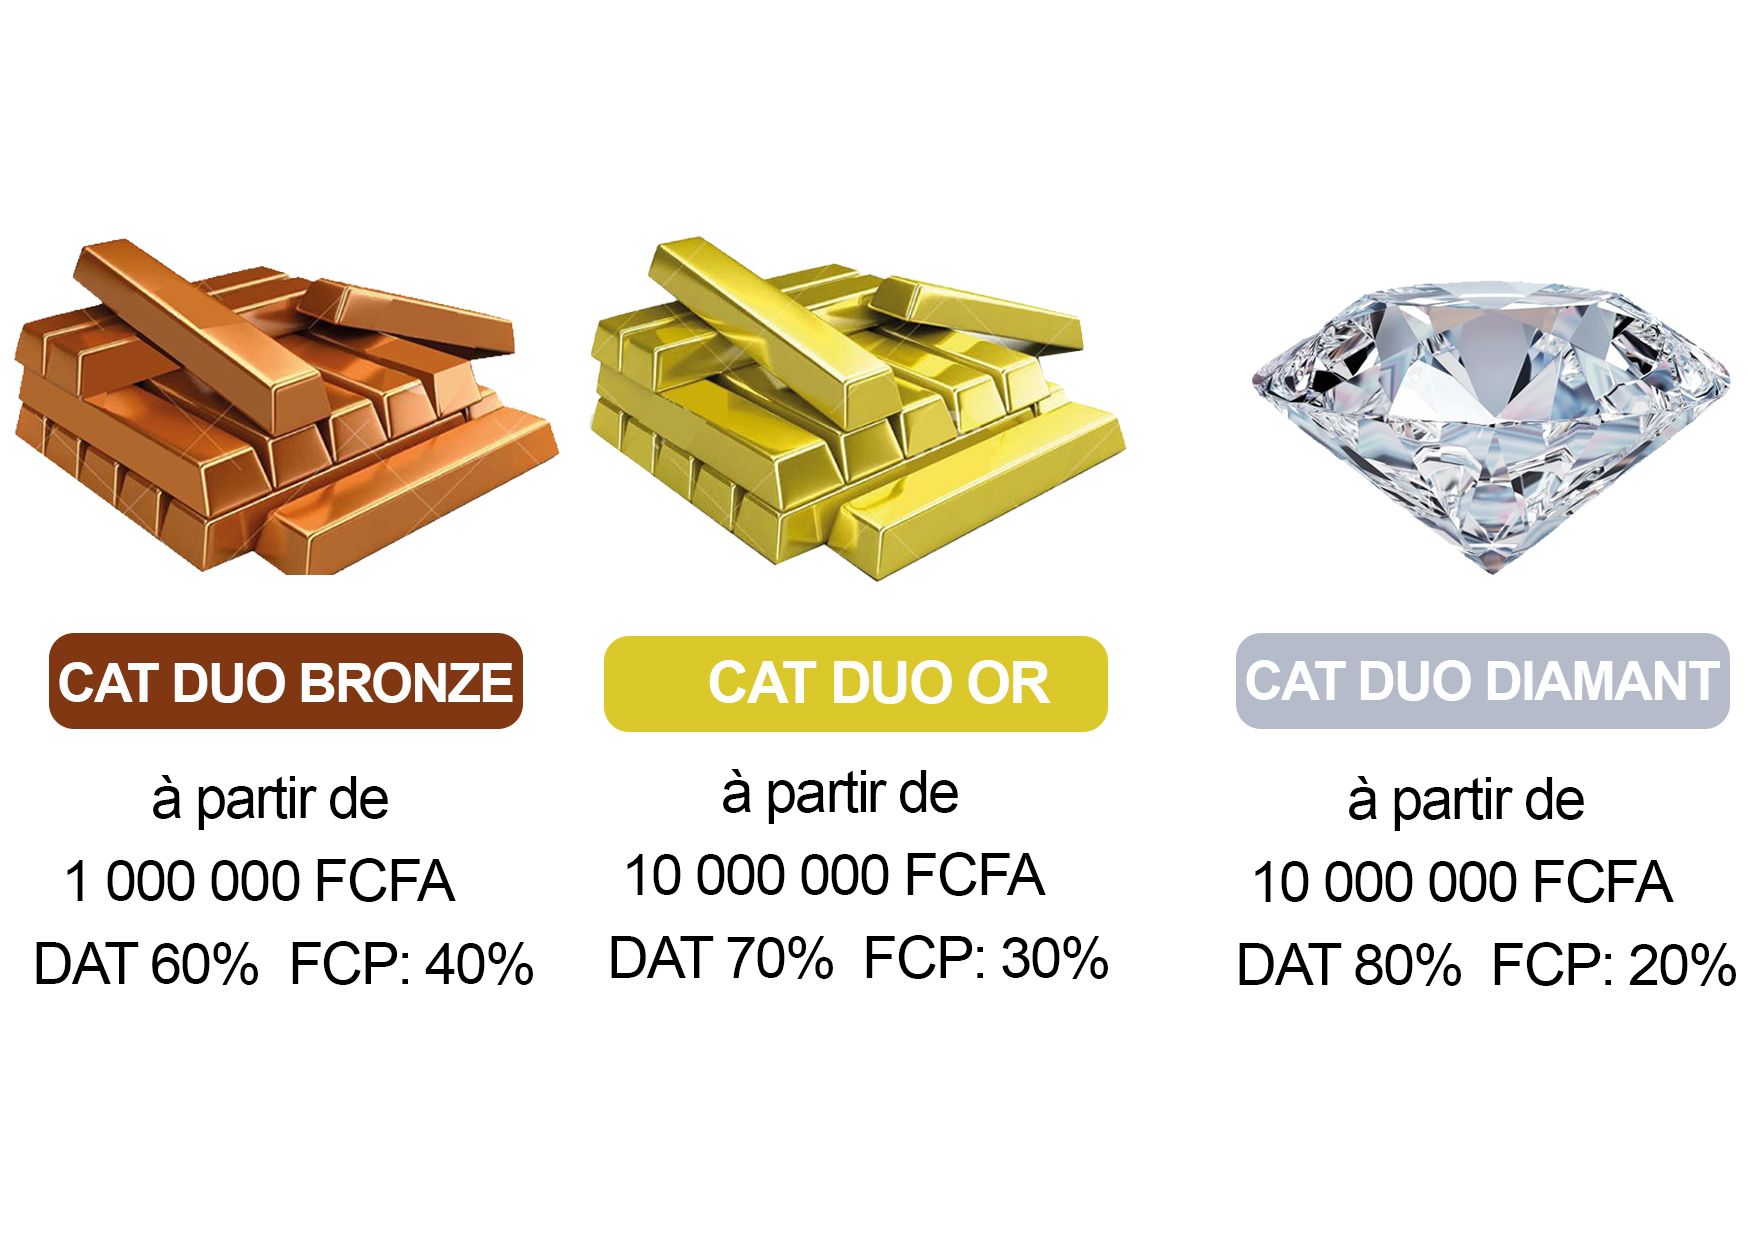 CAT DUO BRONZE
à partir de
1 000 000 FCFA
DAT 60% FCP: 40%
CAT DUO OR
à partir de
10 000 000 FCFA
DAT 70% FCP: 30%
CAT DUO DIAMANT
à partir de
10 000 000 FCFA
DAT 80% FCP: 20%